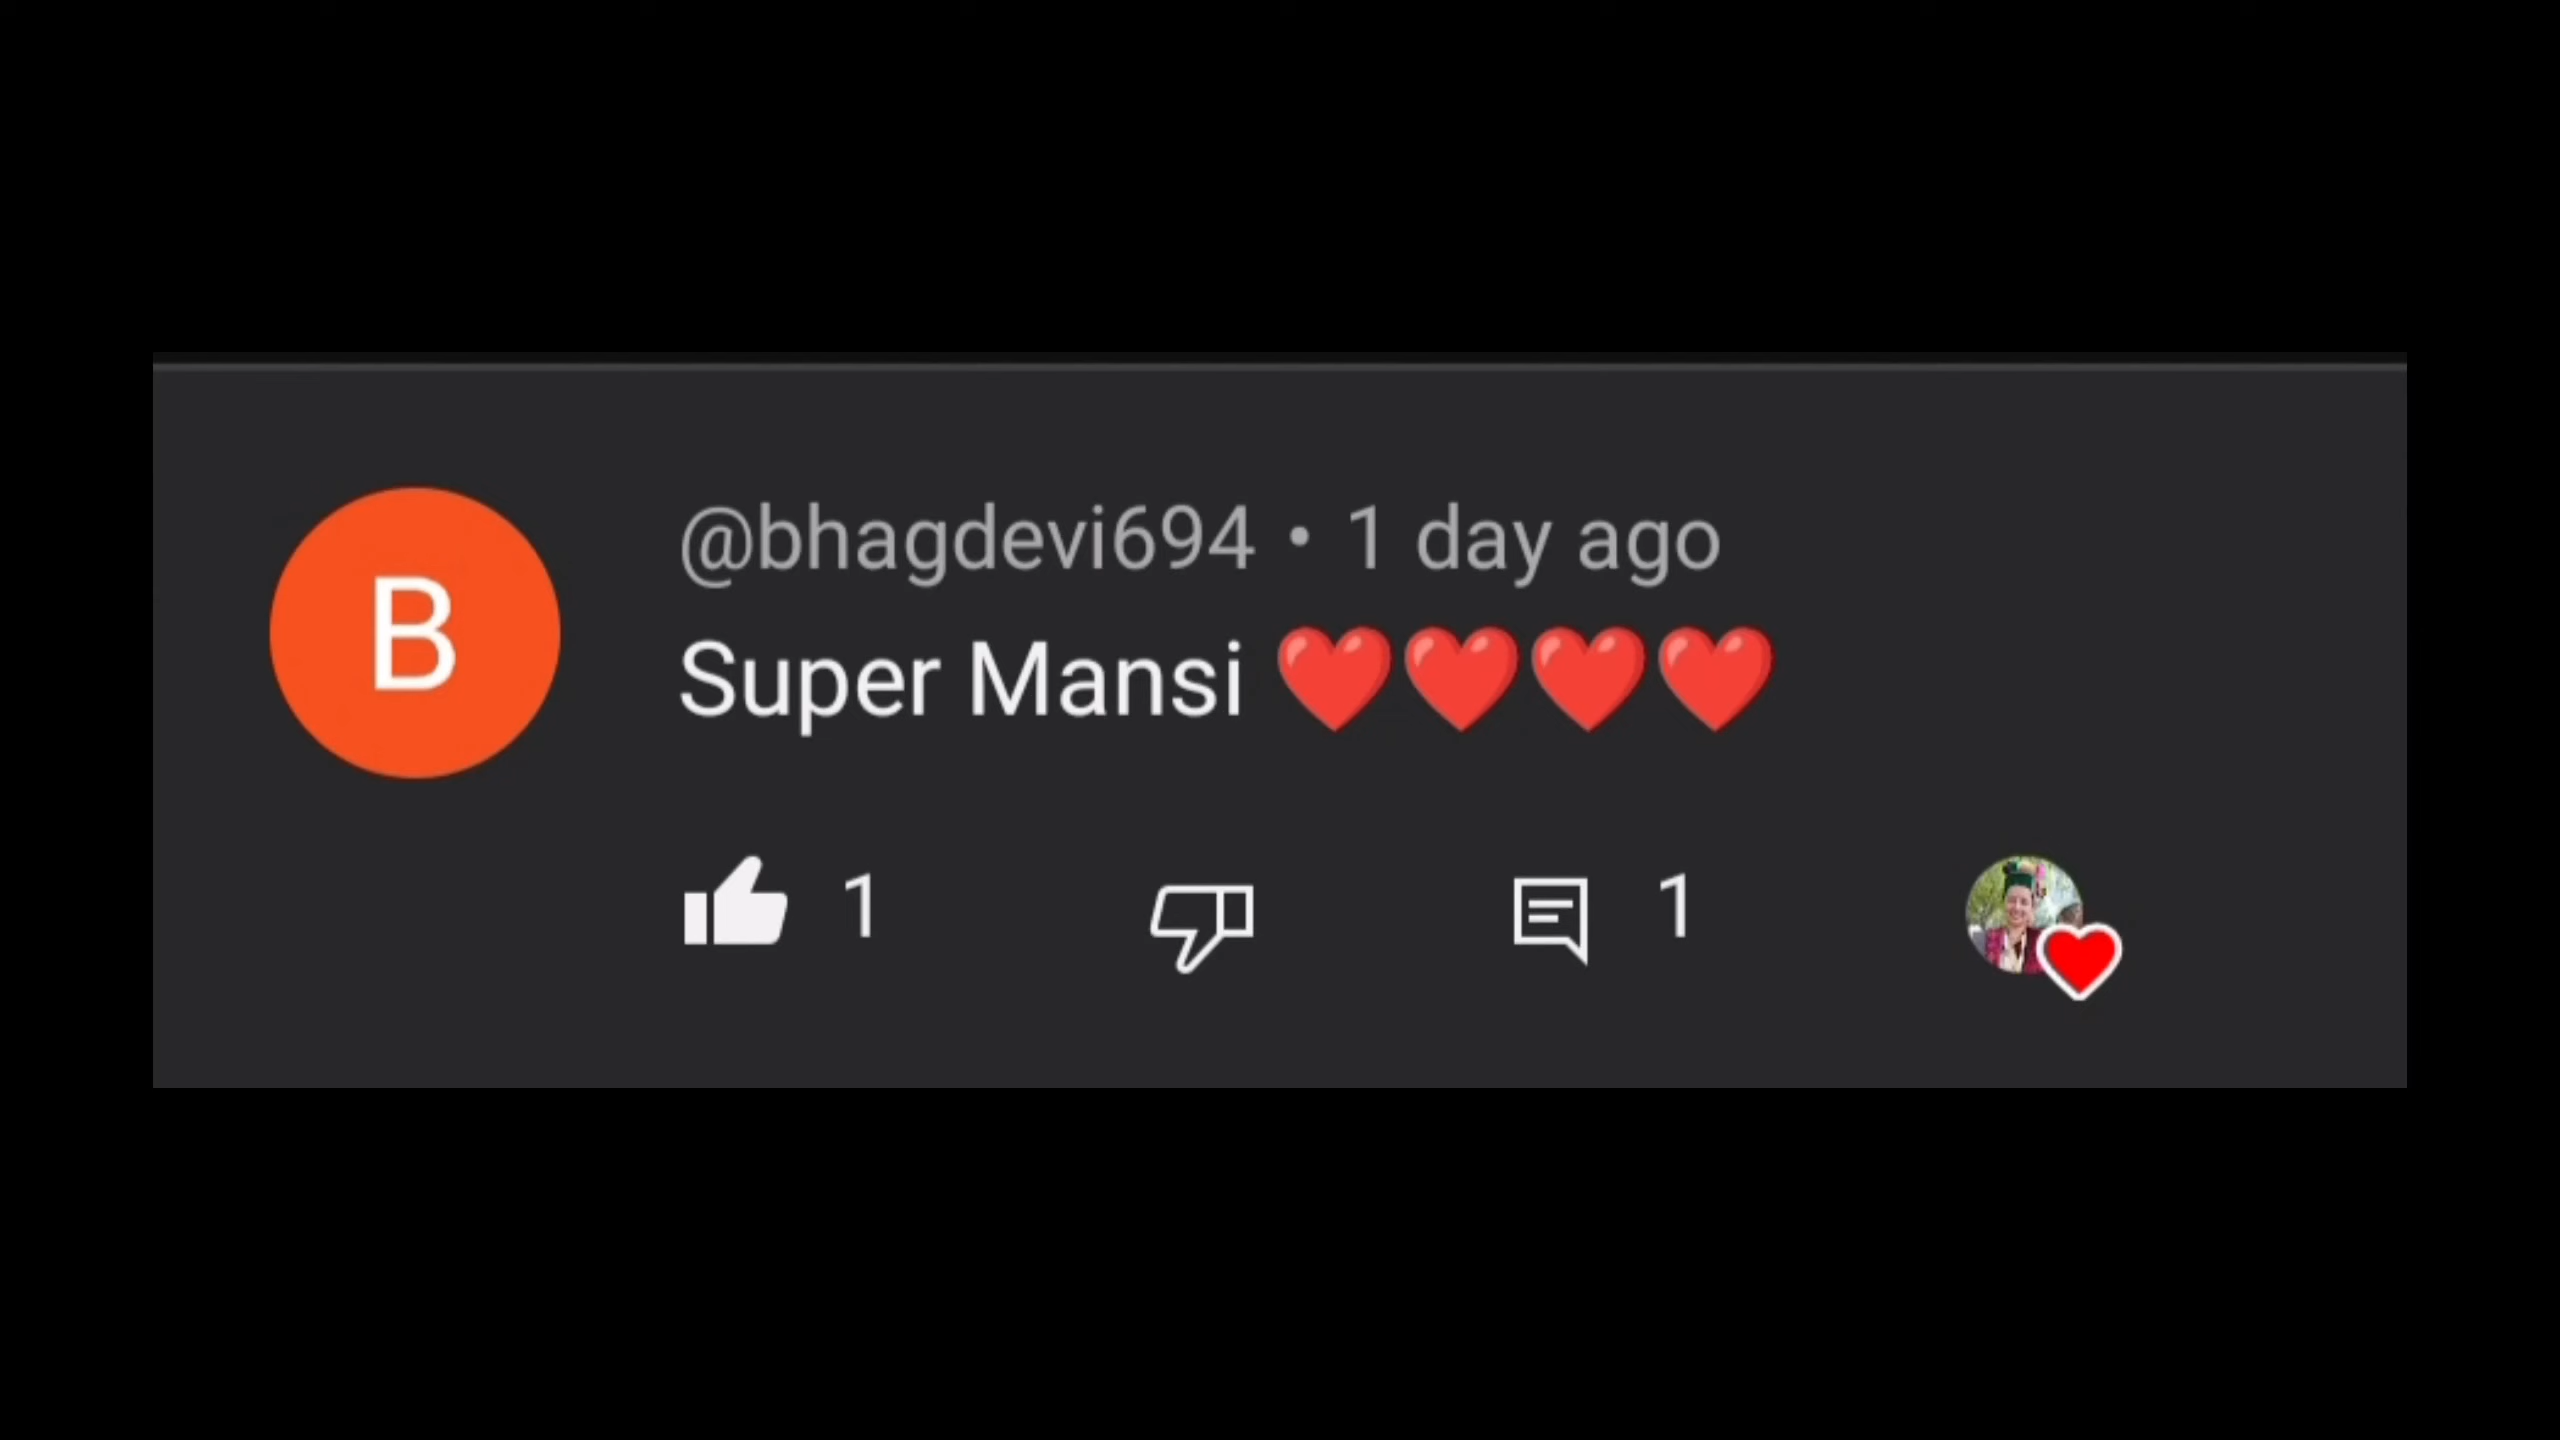 B
@bhagdevi694 • 1 day ago
Super Mansi ❤️❤️❤️❤️
1 1